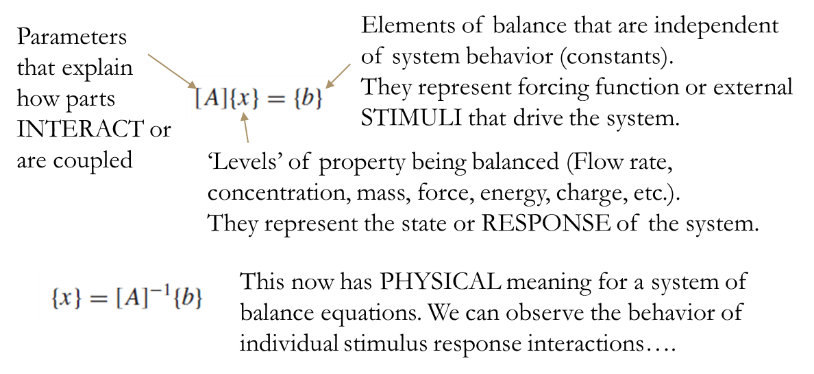 Parameters
that explain
how parts
INTERACT or
are coupled
[A]{x} = {b}
Elements of balance that are independent
of system behavior (constants).
They represent forcing function or external
STIMULI that drive the system.
‘Levels’ of property being balanced (Flow rate,
concentration, mass, force, energy, charge, etc.).
They represent the state or RESPONSE of the system.
{x} = [A]⁻¹{b}
This now has PHYSICAL meaning for a system of
balance equations. We can observe the behavior of
individual stimulus response interactions….